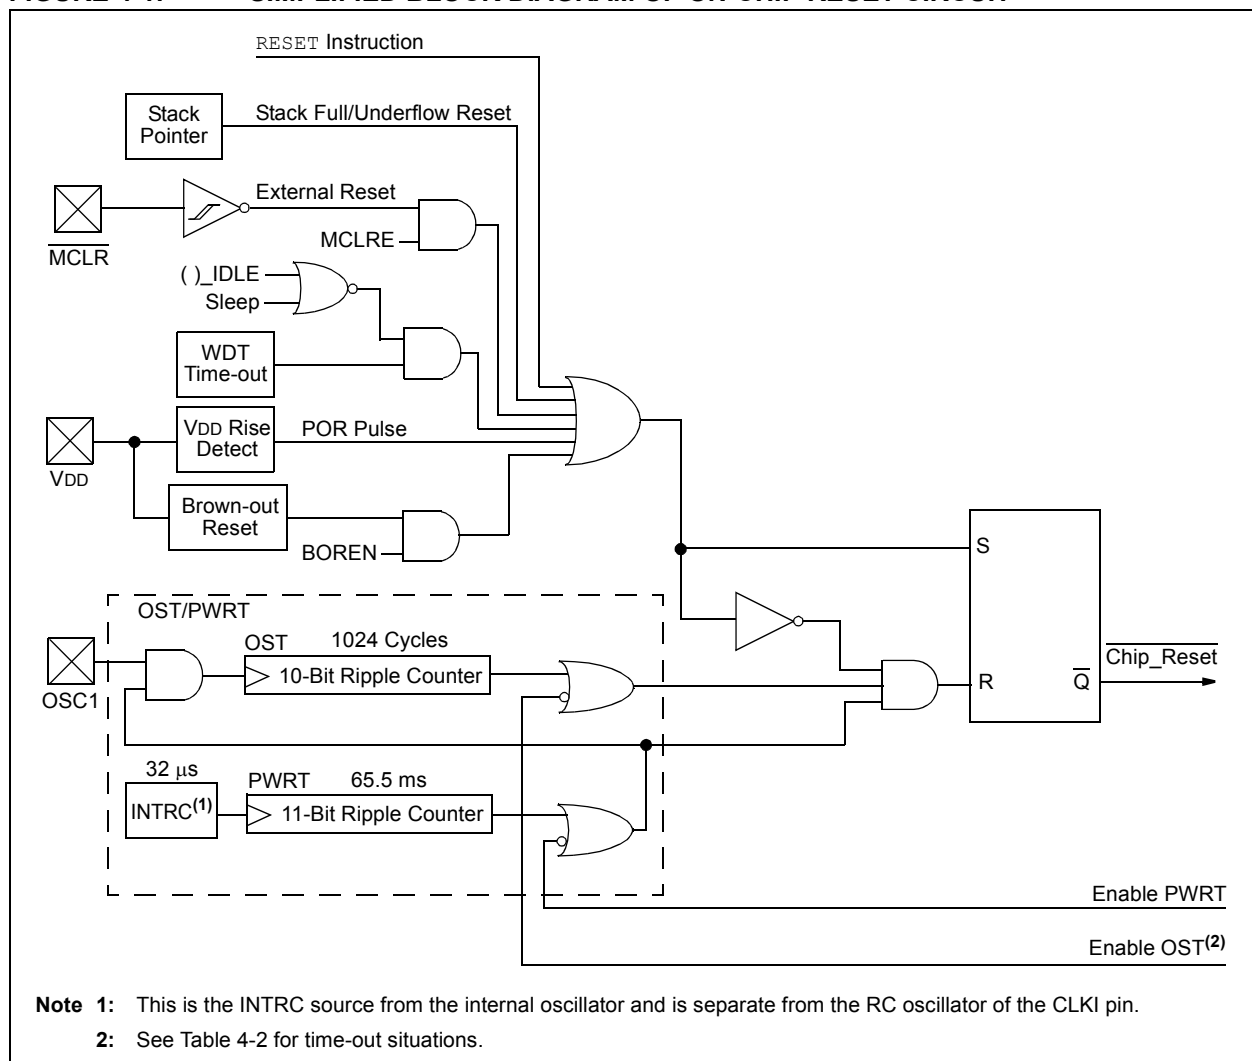 RESET Instruction
Stack
Pointer
Stack Full/Underflow Reset
External Reset
MCLR
MCLRE
( )_IDLE
Sleep
WDT
Time-out
VDD Rise
Detect
POR Pulse
VDD
Brown-out
Reset
BOREN
S
OST/PWRT
OST 1024 Cycles
10-Bit Ripple Counter
OSC1
Chip_Reset
R
Q
32 μs
INTRC(1)
PWRT 65.5 ms
11-Bit Ripple Counter
Enable PWRT
Enable OST(2)
Note 1: This is the INTRC source from the internal oscillator and is separate from the RC oscillator of the CLKI pin.
2: See Table 4-2 for time-out situations.